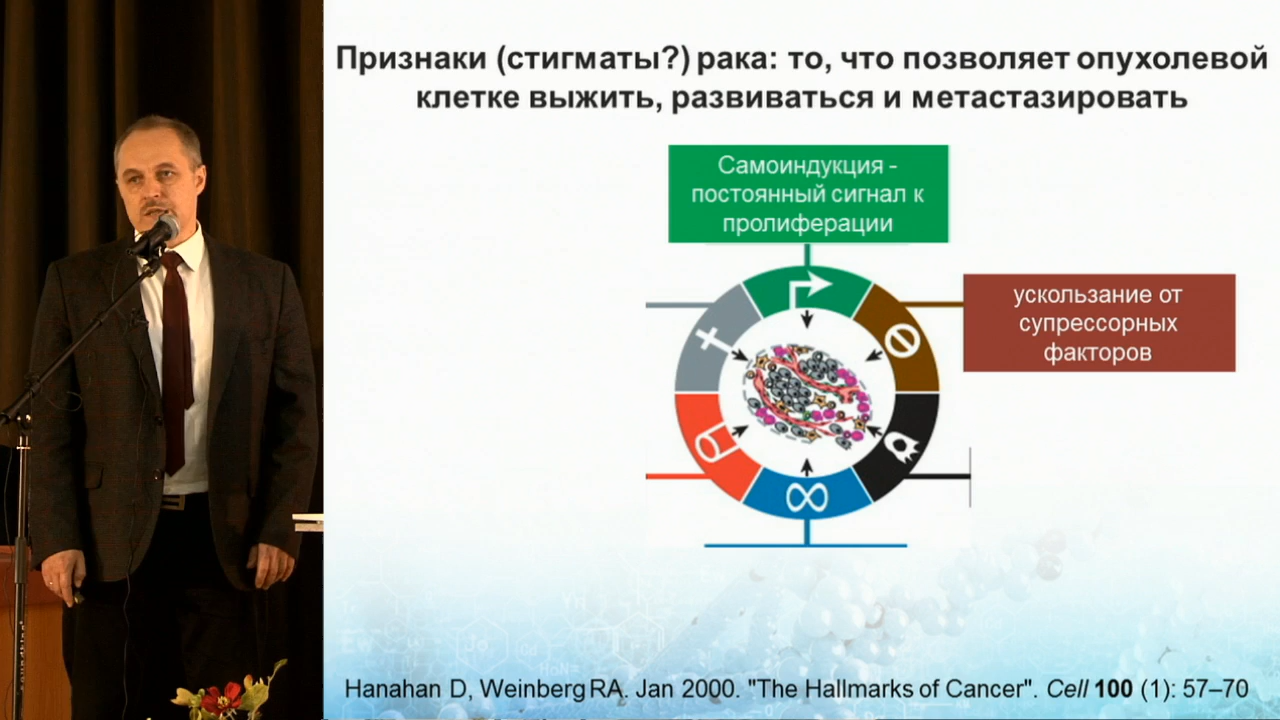 Признаки (стигматы?) рака: то, что позволяет опухолевой
клетке выжить, развиваться и метастазировать
Самоиндукция -
постоянный сигнал к
пролиферации
ускользание от
супрессорных
факторов
Hanahan D, Weinberg RA. Jan 2000. "The Hallmarks of Cancer". Cell 100 (1): 57–70